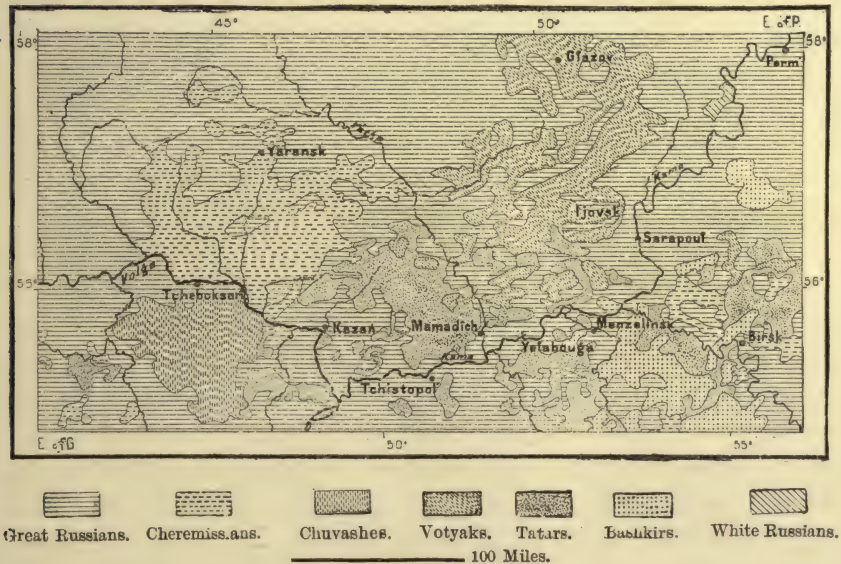 45° 50° E of P.
58° 58°
Glazov
Perm
Viatka
Yaransk
Kama
Ijovsk
Sarapoul
Volga
56° 56°
Tcheboksari
Kazan Mamadich Menzelinsk
Yelabouga Birsk
Kama
Tchistopol
E of G 50° 55°
Great Russians. Cheremissians. Chuvashes. Votyaks. Tatars. Bashkirs. White Russians.
100 Miles.